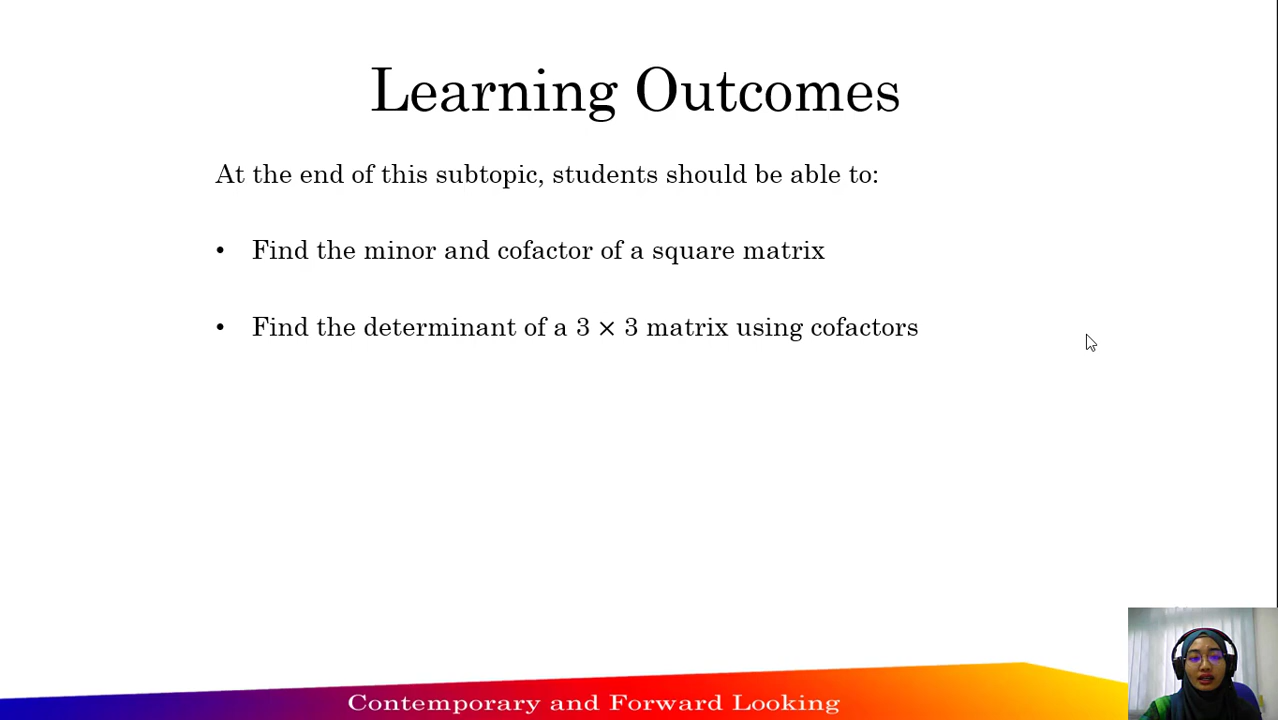 Learning Outcomes
At the end of this subtopic, students should be able to:
• Find the minor and cofactor of a square matrix
• Find the determinant of a 3 × 3 matrix using cofactors
Contemporary and Forward Looking